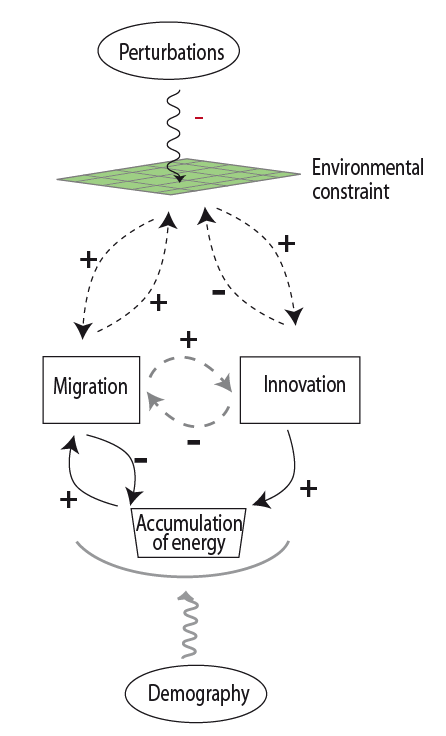 Perturbations
-
Environmental
constraint
+
+
+
-
+
Migration
Innovation
-
-
+
+
Accumulation
of energy
Demography